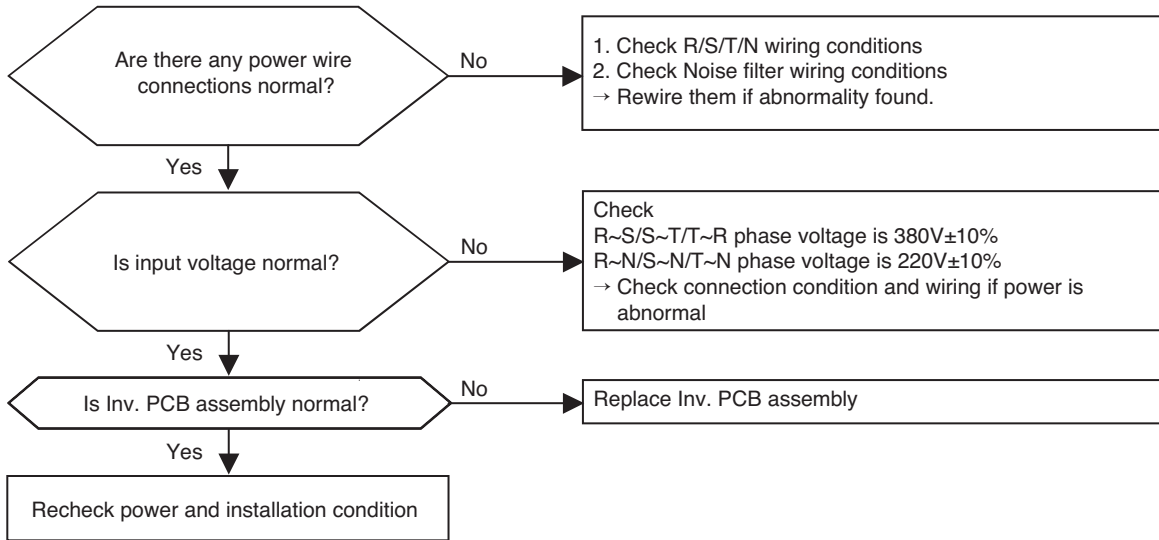 Are there any power wire
connections normal?
No
1. Check R/S/T/N wiring conditions
2. Check Noise filter wiring conditions
→ Rewire them if abnormality found.
Yes
Is input voltage normal?
No
Check
R~S/S~T/T~R phase voltage is 380V±10%
R~N/S~N/T~N phase voltage is 220V±10%
→ Check connection condition and wiring if power is
abnormal
Yes
Is Inv. PCB assembly normal?
No
Replace Inv. PCB assembly
Yes
Recheck power and installation condition